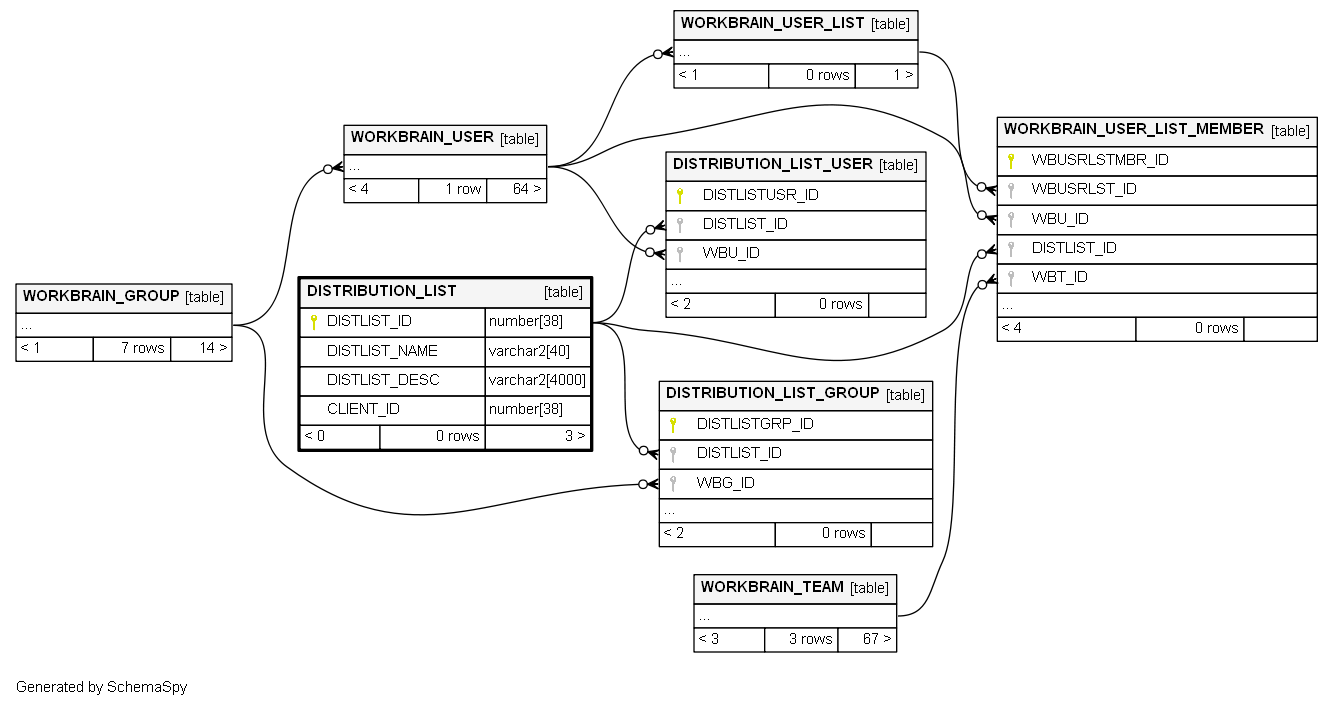 WORKBRAIN_USER_LIST [table]
...
< 1 0 rows 1 >
WORKBRAIN_USER [table]
...
< 4 1 row 64 >
WORKBRAIN_USER_LIST_MEMBER [table]
WBUSRLSTMBR_ID
WBUSRLST_ID
WBU_ID
DISTLIST_ID
WBT_ID
...
< 4 0 rows
DISTRIBUTION_LIST_USER [table]
DISTLISTUSR_ID
DISTLIST_ID
WBU_ID
...
< 2 0 rows
WORKBRAIN_GROUP [table]
...
< 1 7 rows 14 >
DISTRIBUTION_LIST [table]
DISTLIST_ID number[38]
DISTLIST_NAME varchar2[40]
DISTLIST_DESC varchar2[4000]
CLIENT_ID number[38]
< 0 0 rows 3 >
DISTRIBUTION_LIST_GROUP [table]
DISTLISTGRP_ID
DISTLIST_ID
WBG_ID
...
< 2 0 rows
WORKBRAIN_TEAM [table]
...
< 3 3 rows 67 >
Generated by SchemaSpy